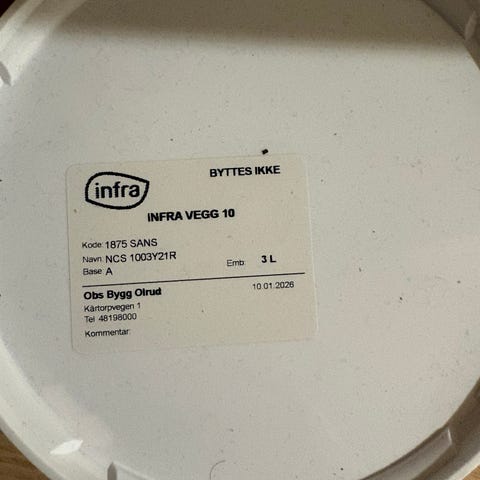 BYTTES IKKE
infra
INFRA VEGG 10
Kode: 1875 SANS
Navn: NCS 1003Y21R
Base: A
Emb: 3 L
Obs Bygg Olrud
10.01.2026
Kärtorpvegen 1
Tel 48198000
Kommentar: